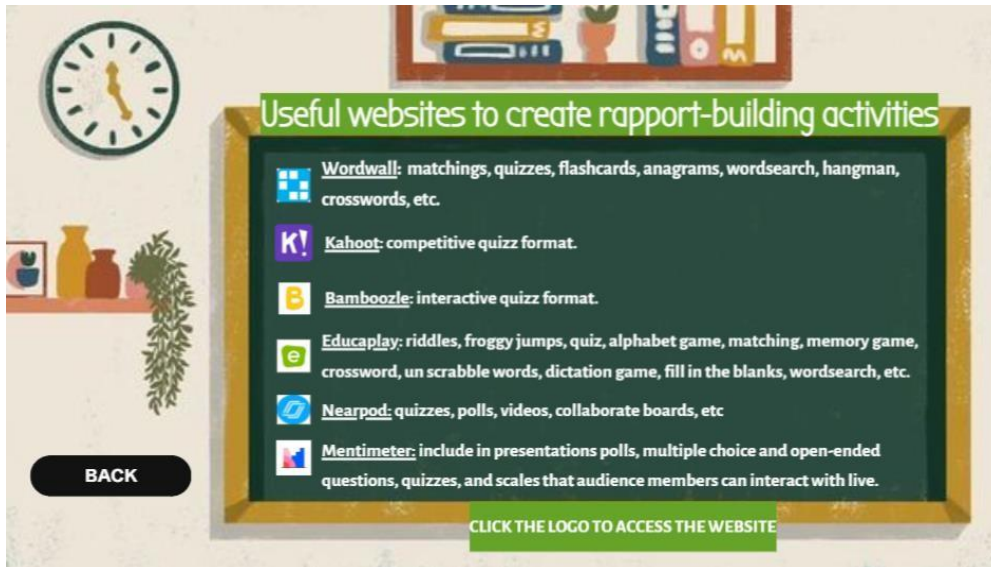 Useful websites to create rapport-building activities
Wordwall: matchings, quizzes, flashcards, anagrams, wordsearch, hangman,
crosswords, etc.
K! Kahoot: competitive quizz format.
B Bamboozle: interactive quizz format.
Educaplay: riddles, froggy jumps, quiz, alphabet game, matching, memory game,
e
crossword, un scrabble words, dictation game, fill in the blanks, wordsearch, etc.
Nearpod: quizzes, polls, videos, collaborate boards, etc
Mentimeter: include in presentations polls, multiple choice and open-ended
questions, quizzes, and scales that audience members can interact with live.
BACK
CLICK THE LOGO TO ACCESS THE WEBSITE